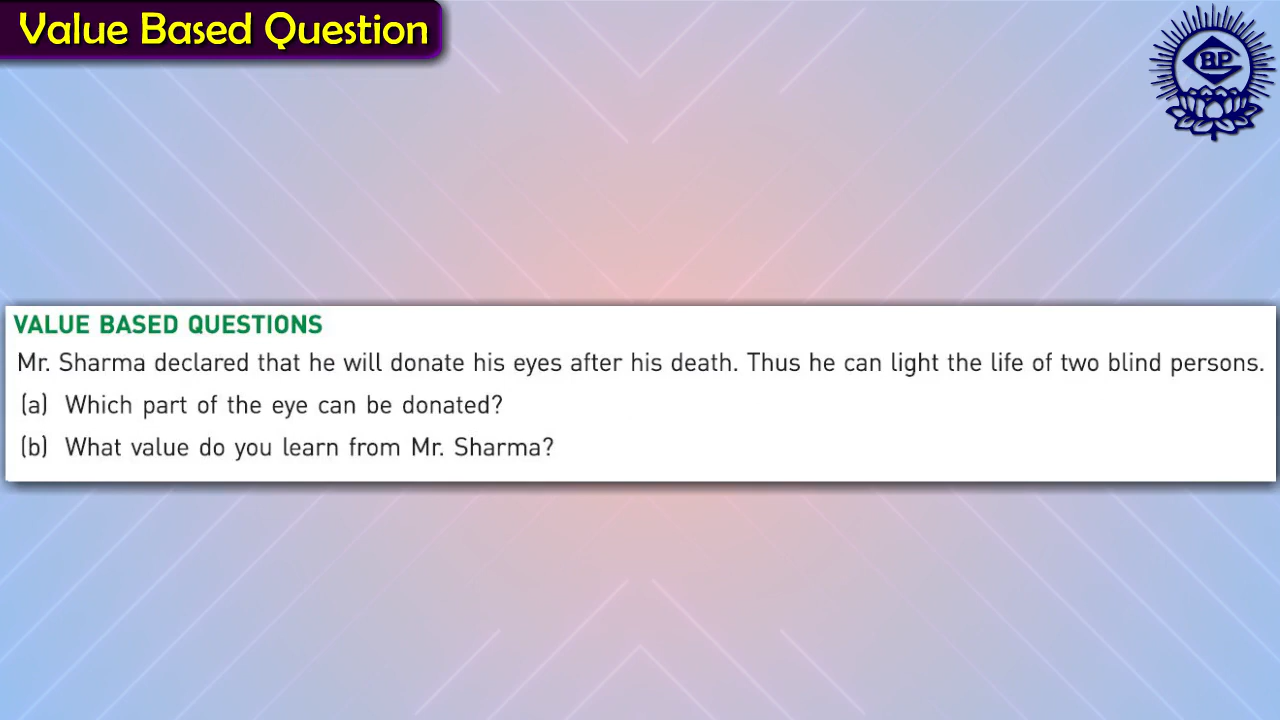 Value Based Question
BP
VALUE BASED QUESTIONS
Mr. Sharma declared that he will donate his eyes after his death. Thus he can light the life of two blind persons.
(a) Which part of the eye can be donated?
(b) What value do you learn from Mr. Sharma?